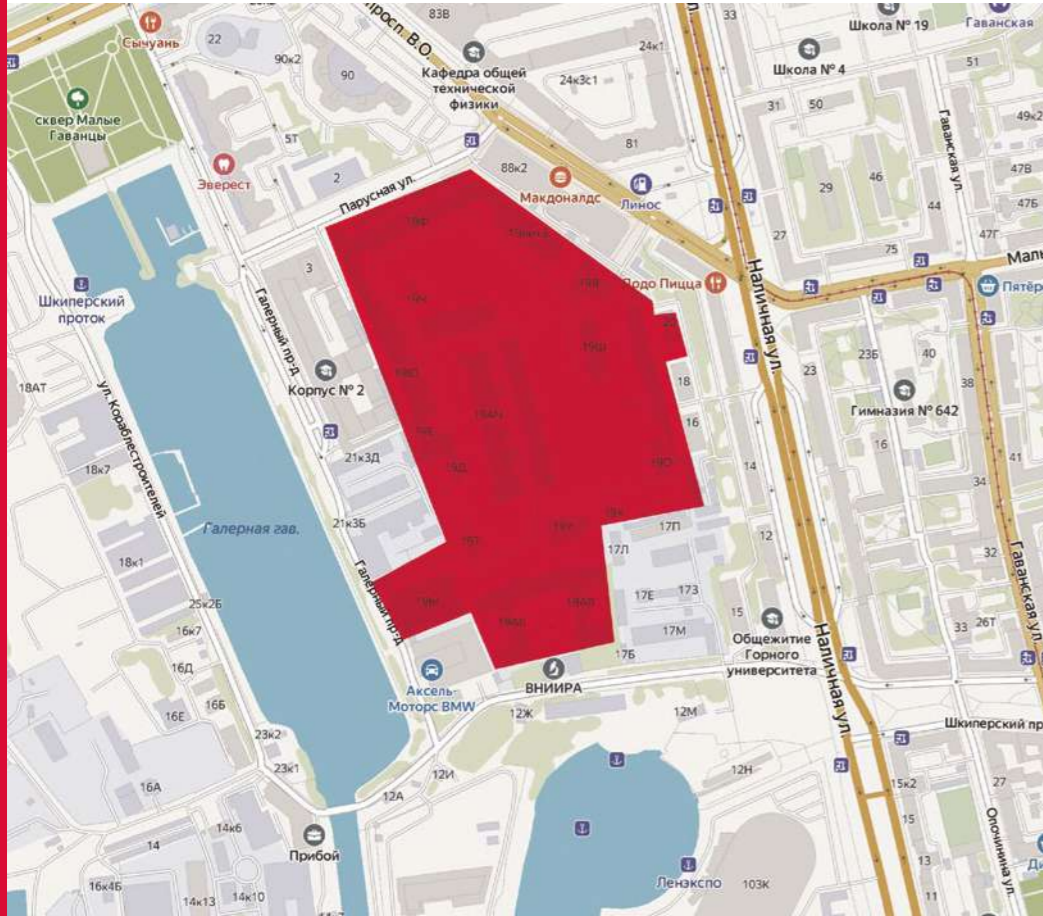 83В
33
Школа № 19
Гаванская
Сычуань
22
просп. В.О.
24к1
90к2
90
Кафедра общей
технической
физики
24к3с1
Школа № 4
51
сквер Малые
Гаванцы
31
50
49к2
5Т
81
Эверест
2
88к2
Гаванская ул.
47В
Парусная ул.
Макдоналдс
Линос
29
46
44
47Б
19Ф
27
47Г
3
75
Додо Пицца
Пятёр
Шкиперский
проток
Галерный пр-д
Наличная ул.
19Ш
23
23Б
40
18АТ
Корпус № 2
18
38
Гимназия № 642
ул. Кораблестроителей
16
16
41
21к3Д
19Д
14
18к7
34
Галерная гав.
21к3Б
17П
12
18к1
17Л
32
Гаванская ул.
25к2Б
Галерный пр-д
17Е
173
15
16к7
17М
Общежитие
Горного
университета
33
26Т
16Д
17Б
Наличная ул.
Аксель-
Моторс BMW
ВНИИРА
16Б
16Е
12Ж
12М
Шкиперский пр
23к2
23к1
12И
12Н
27
16А
12А
15к2
14к6
14
15
Опочинина ул.
Прибой
Ленэкспо
13
16к4Б
103К
14к13
14к10
11